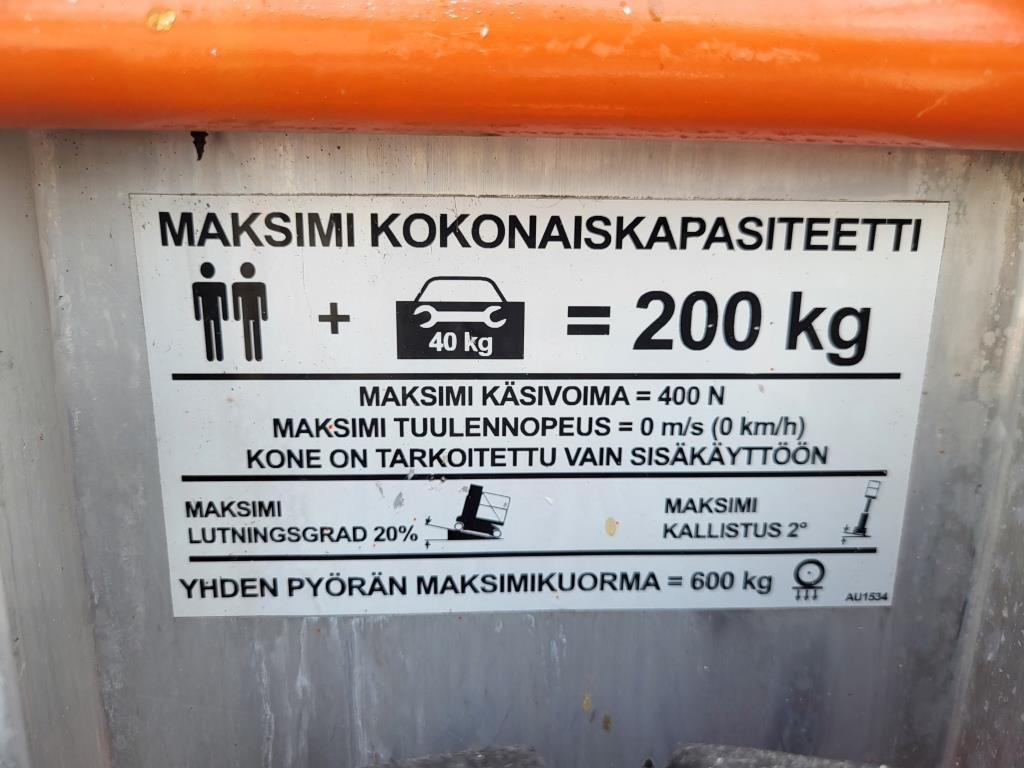 MAKSIMI KOKONAISKAPASITEETTI
+ 40 kg = 200 kg
MAKSIMI KÄSIVOIMA = 400 N
MAKSIMI TUULENNOPEUS = 0 m/s (0 km/h)
KONE ON TARKOITETTU VAIN SISÄKÄYTTÖÖN
MAKSIMI
LUTNINGSGRAD 20%
MAKSIMI
KALLISTUS 2°
YHDEN PYÖRÄN MAKSIMIKUORMA = 600 kg
AU1534